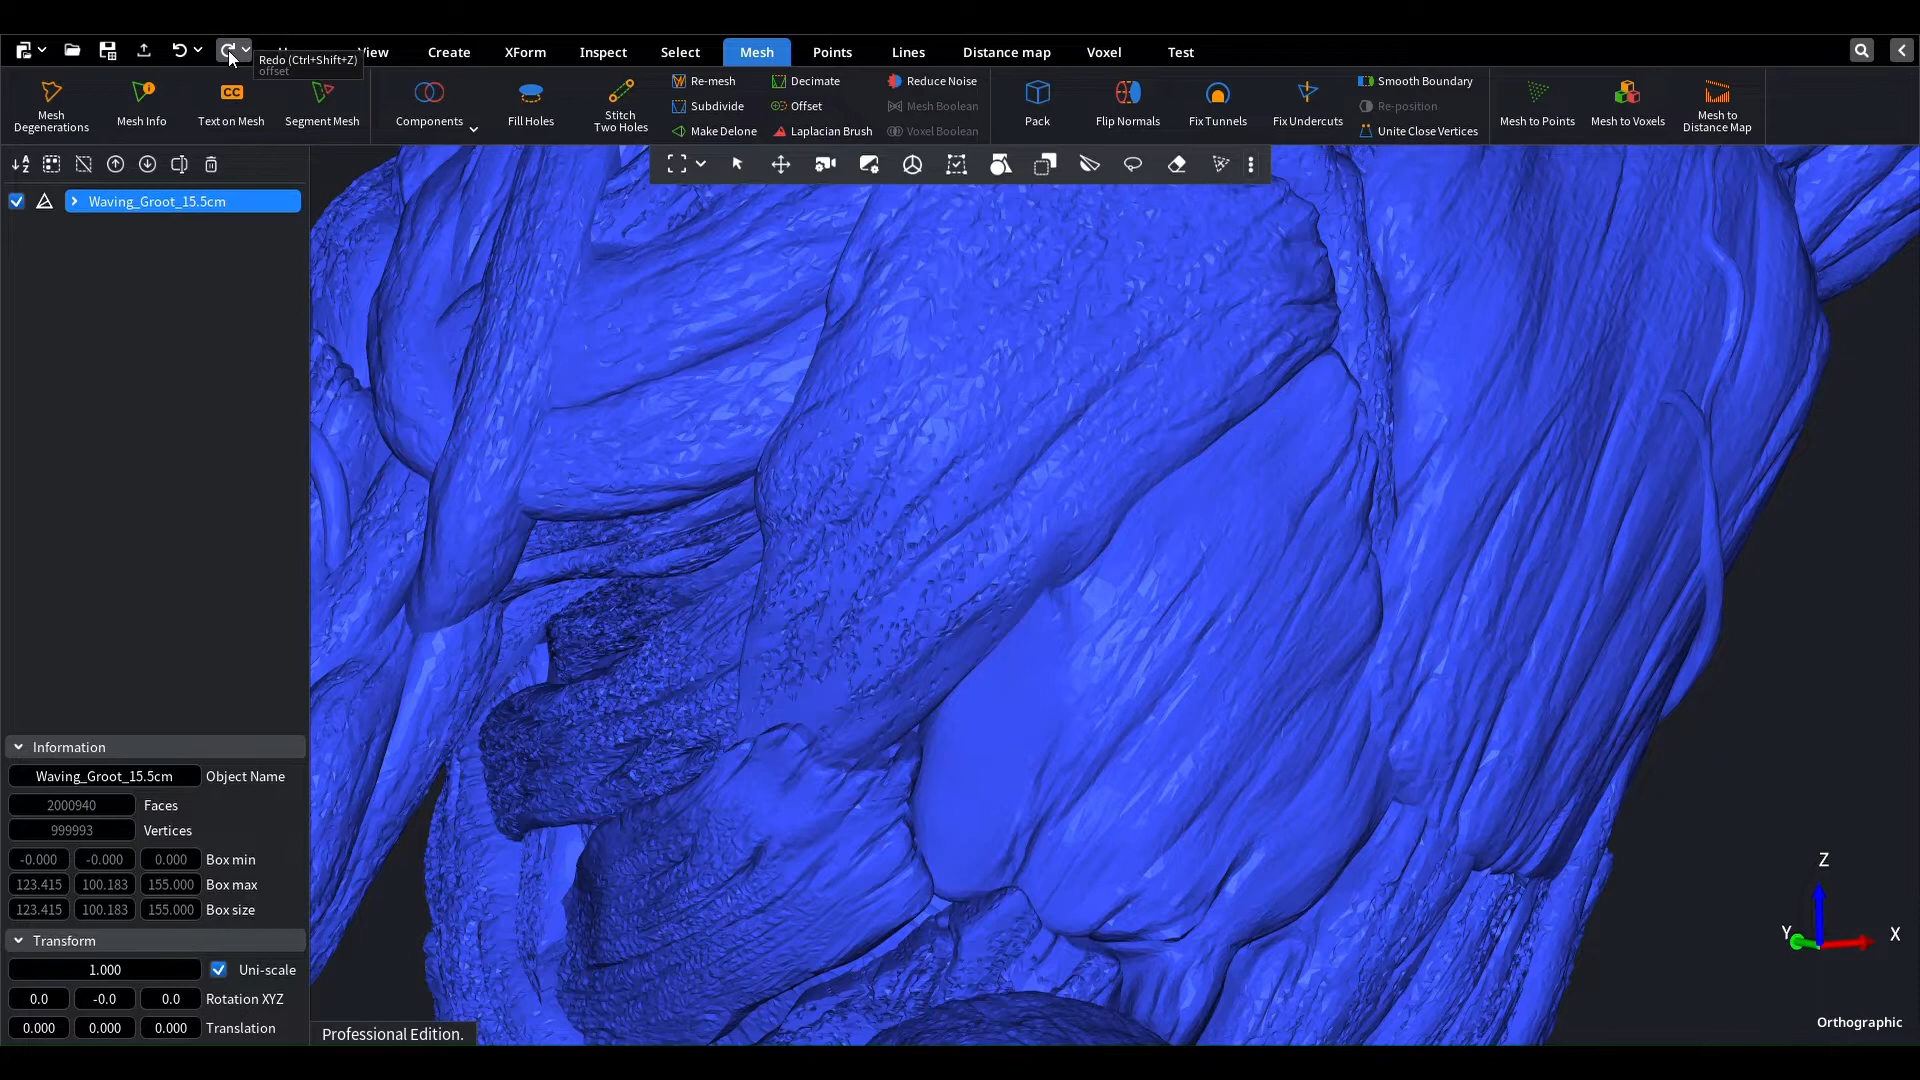 View
Create
XForm
Inspect
Select
Mesh
Points
Lines
Distance map
Voxel
Test
Redo (Ctrl+Shift+Z)
offset
Mesh
Degenerations
Mesh Info
CC
Text on Mesh
Segment Mesh
Components
Fill Holes
Stitch
Two Holes
Re-mesh
Subdivide
Make Delone
Decimate
Offset
Laplacian Brush
Reduce Noise
Mesh Boolean
Voxel Boolean
Pack
Flip Normals
Fix Tunnels
Fix Undercuts
Smooth Boundary
Re-position
Unite Close Vertices
Mesh to Points
Mesh to Voxels
Mesh to
Distance Map
Waving_Groot_15.5cm
Information
Waving_Groot_15.5cm Object Name
2000940 Faces
999993 Vertices
-0.000 -0.000 0.000 Box min
123.415 100.183 155.000 Box max
123.415 100.183 155.000 Box size
Transform
1.000 Uni-scale
0.0 -0.0 0.0 Rotation XYZ
0.000 0.000 0.000 Translation
Professional Edition.
Z
Y
X
Orthographic